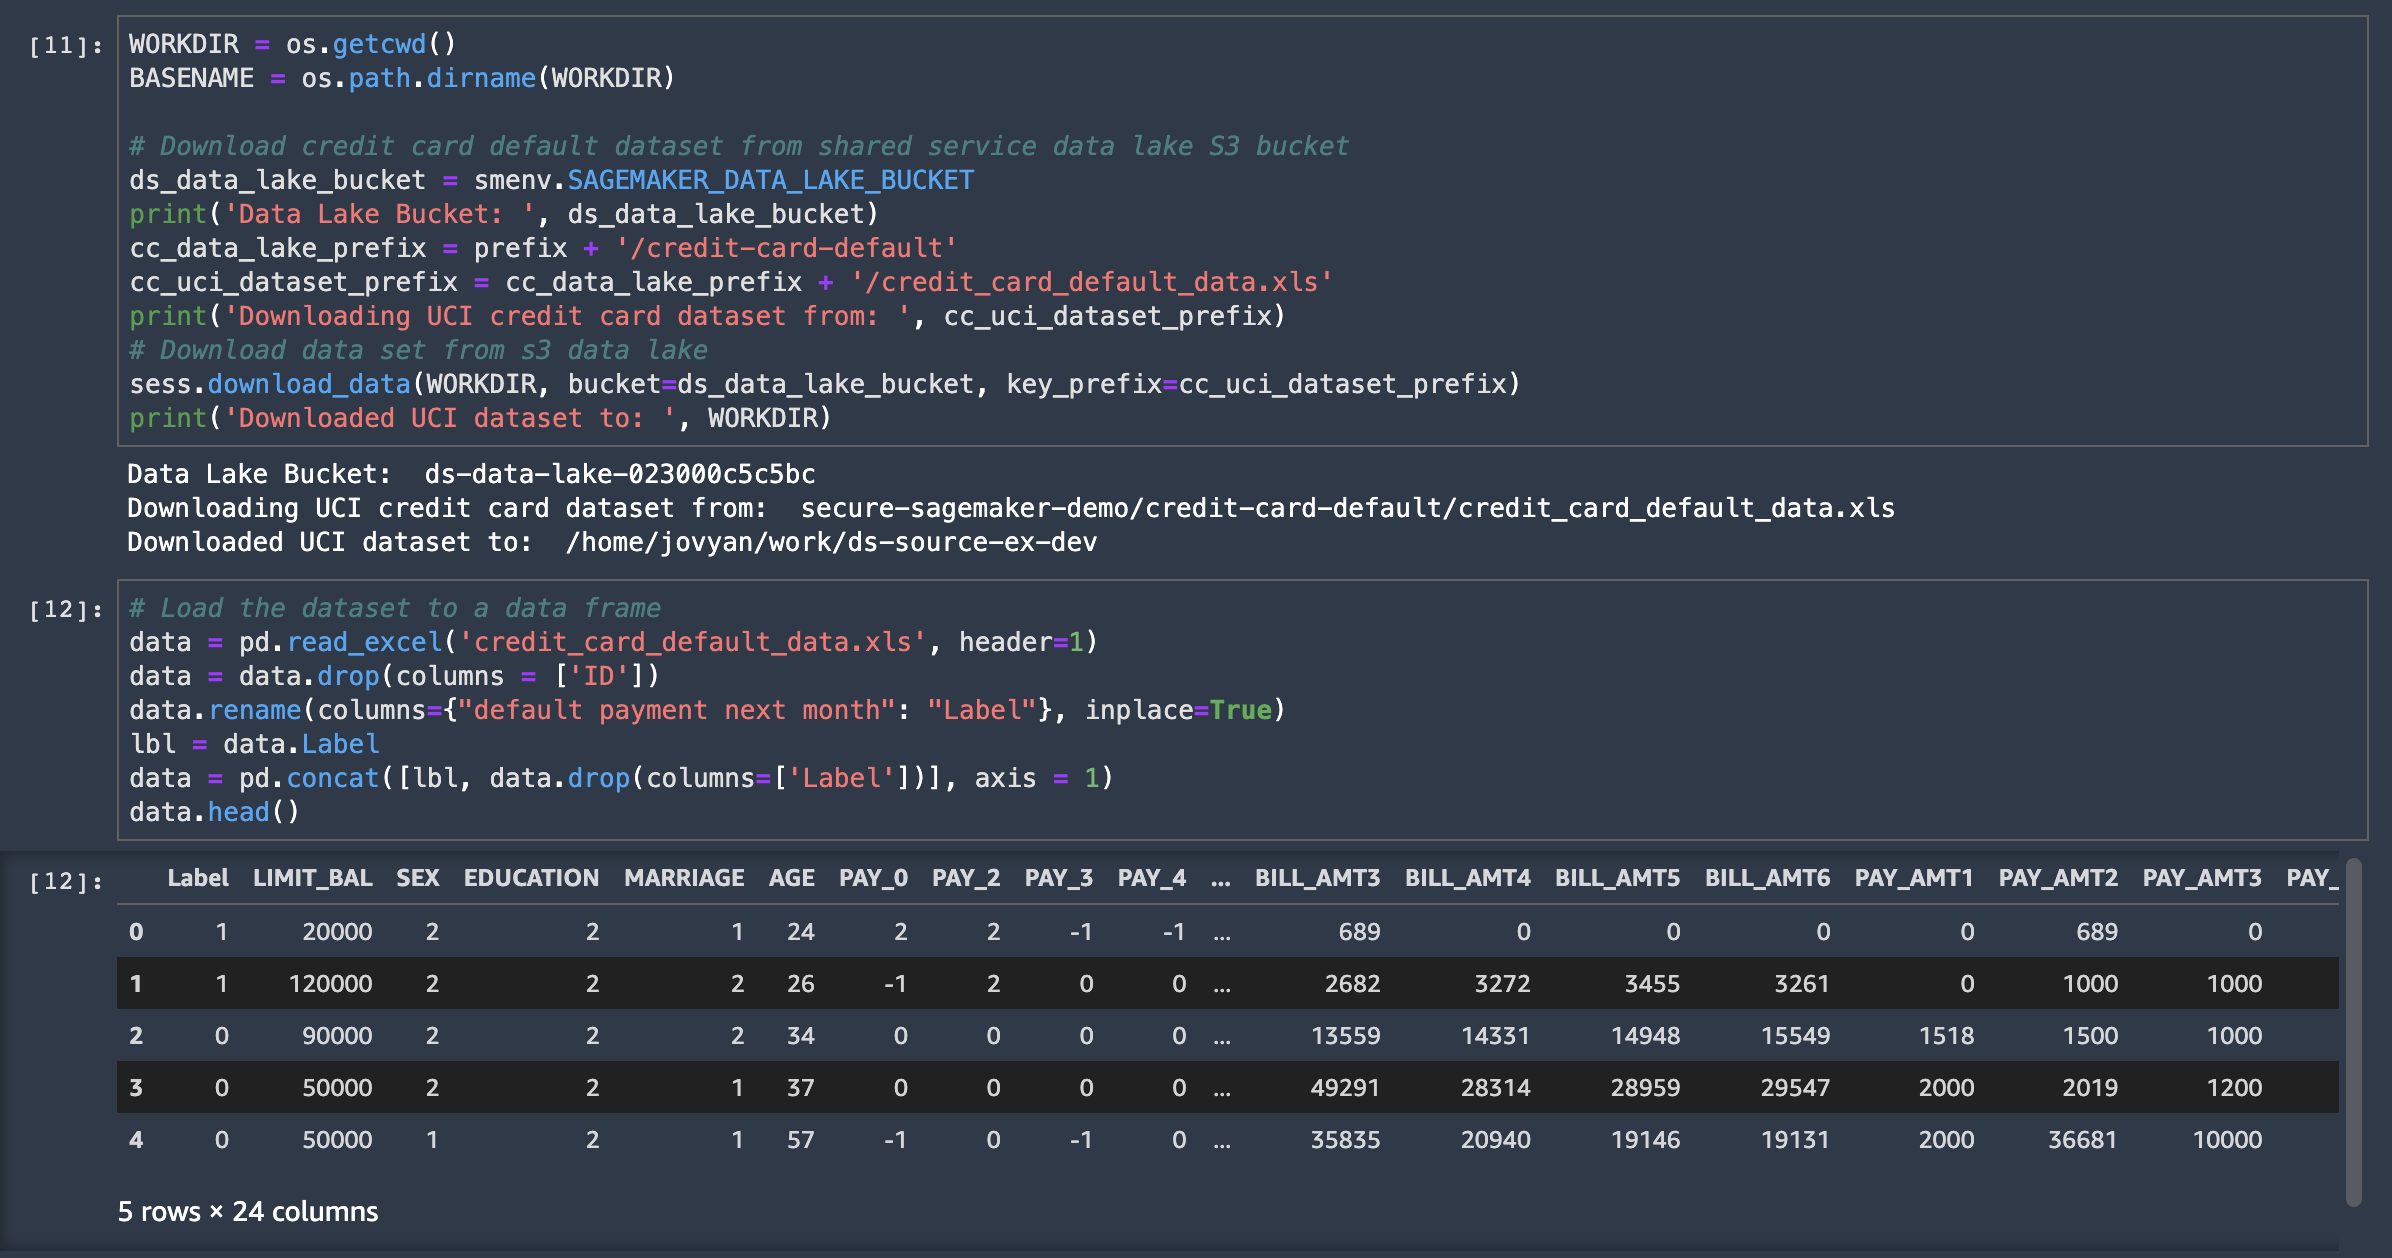 [11]:
WORKDIR = os.getcwd()
BASENAME = os.path.dirname(WORKDIR)
# Download credit card default dataset from shared service data lake S3 bucket
ds_data_lake_bucket = smenv.SAGEMAKER_DATA_LAKE_BUCKET
print('Data Lake Bucket: ', ds_data_lake_bucket)
cc_data_lake_prefix = prefix + '/credit-card-default'
cc_uci_dataset_prefix = cc_data_lake_prefix + '/credit_card_default_data.xls'
print('Downloading UCI credit card dataset from: ', cc_uci_dataset_prefix)
# Download data set from s3 data lake
sess.download_data(WORKDIR, bucket=ds_data_lake_bucket, key_prefix=cc_uci_dataset_prefix)
print('Downloaded UCI dataset to: ', WORKDIR)
Data Lake Bucket:  ds-data-lake-023000c5c5bc
Downloading UCI credit card dataset from:  secure-sagemaker-demo/credit-card-default/credit_card_default_data.xls
Downloaded UCI dataset to:  /home/jovyan/work/ds-source-ex-dev
[12]:
# Load the dataset to a data frame
data = pd.read_excel('credit_card_default_data.xls', header=1)
data = data.drop(columns = ['ID'])
data.rename(columns={"default payment next month": "Label"}, inplace=True)
lbl = data.Label
data = pd.concat([lbl, data.drop(columns=['Label'])], axis = 1)
data.head()
[12]:
Label LIMIT_BAL SEX EDUCATION MARRIAGE AGE PAY_0 PAY_2 PAY_3 PAY_4 ... BILL_AMT3 BILL_AMT4 BILL_AMT5 BILL_AMT6 PAY_AMT1 PAY_AMT2 PAY_AMT3 PAY_
0 1 20000 2 2 1 24 2 2 -1 -1 ... 689 0 0 0 0 689 0
1 1 120000 2 2 2 26 -1 2 0 0 ... 2682 3272 3455 3261 0 1000 1000
2 0 90000 2 2 2 34 0 0 0 0 ... 13559 14331 14948 15549 1518 1500 1000
3 0 50000 2 2 1 37 0 0 0 0 ... 49291 28314 28959 29547 2000 2019 1200
4 0 50000 1 2 1 57 -1 0 -1 0 ... 35835 20940 19146 19131 2000 36681 10000
5 rows × 24 columns